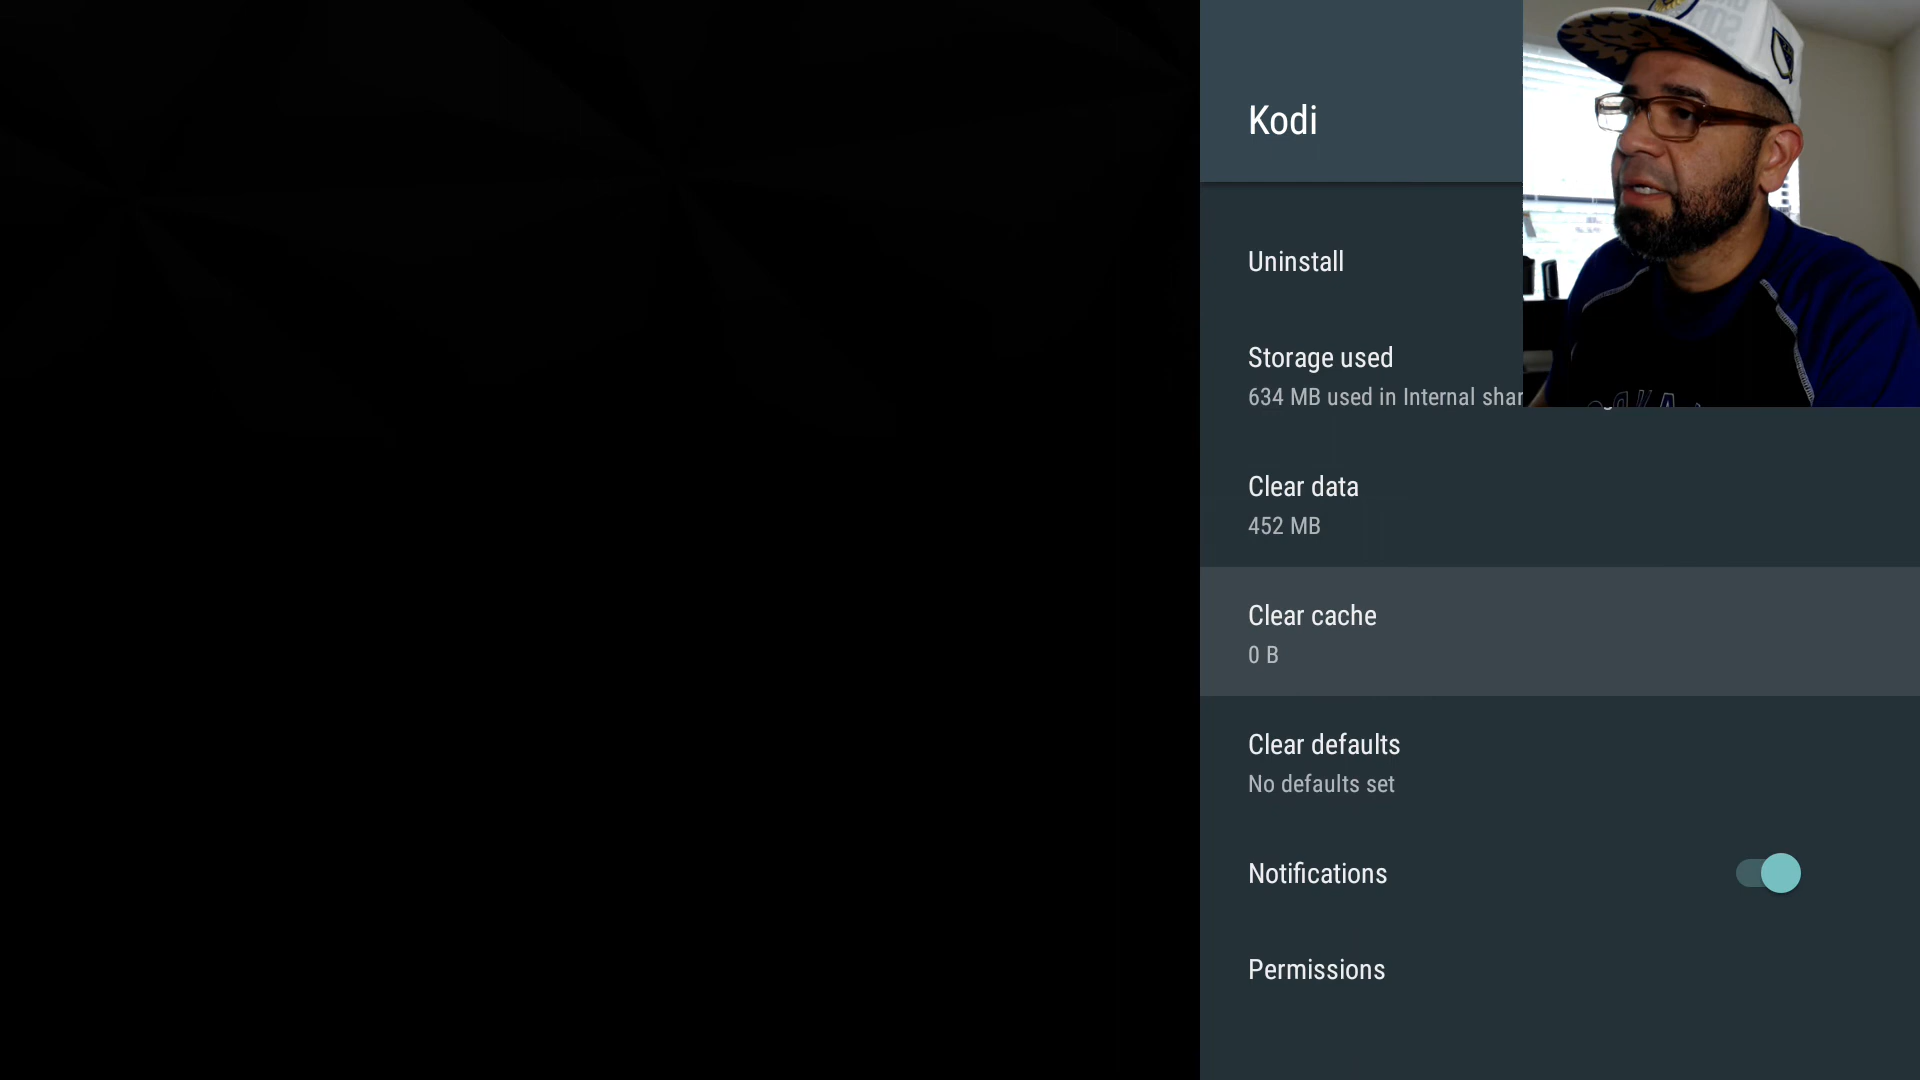 Kodi
Uninstall
Storage used
634 MB used in Internal shar
Clear data
452 MB
Clear cache
0 B
Clear defaults
No defaults set
Notifications
Permissions